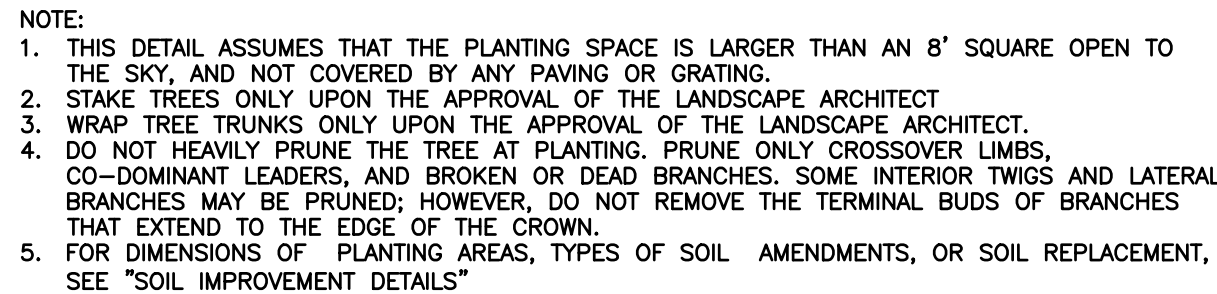 NOTE:
1. THIS DETAIL ASSUMES THAT THE PLANTING SPACE IS LARGER THAN AN 8' SQUARE OPEN TO
THE SKY, AND NOT COVERED BY ANY PAVING OR GRATING.
2. STAKE TREES ONLY UPON THE APPROVAL OF THE LANDSCAPE ARCHITECT
3. WRAP TREE TRUNKS ONLY UPON THE APPROVAL OF THE LANDSCAPE ARCHITECT.
4. DO NOT HEAVILY PRUNE THE TREE AT PLANTING. PRUNE ONLY CROSSOVER LIMBS,
CO-DOMINANT LEADERS, AND BROKEN OR DEAD BRANCHES. SOME INTERIOR TWIGS AND LATERAL
BRANCHES MAY BE PRUNED; HOWEVER, DO NOT REMOVE THE TERMINAL BUDS OF BRANCHES
THAT EXTEND TO THE EDGE OF THE CROWN.
5. FOR DIMENSIONS OF PLANTING AREAS, TYPES OF SOIL AMENDMENTS, OR SOIL REPLACEMENT,
SEE "SOIL IMPROVEMENT DETAILS"